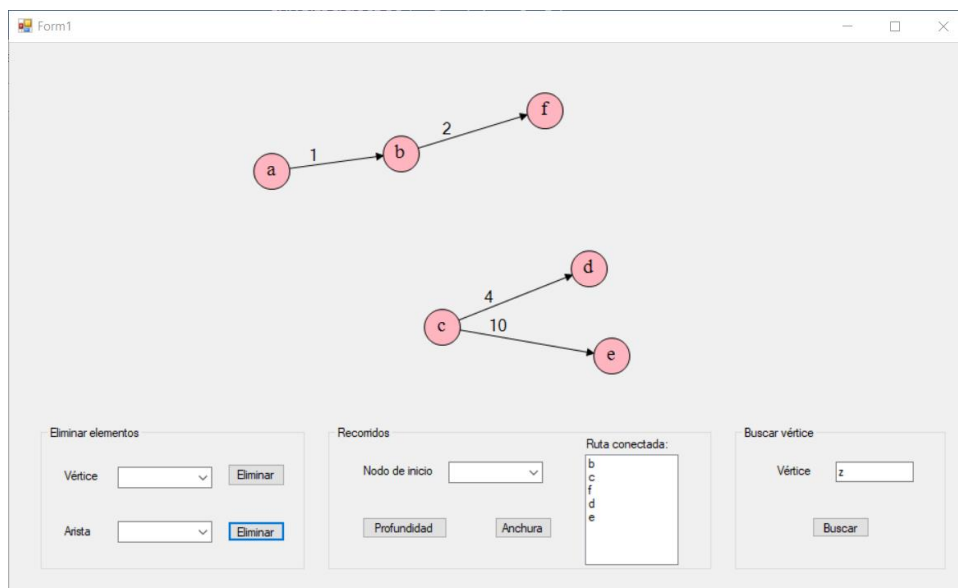 Form1
f
2
b
1
a
d
4
c
10
e
Eliminar elementos
Vértice
Eliminar
Arista
Eliminar
Recorridos
Nodo de inicio
Profundidad
Anchura
Ruta conectada:
b
c
f
d
e
Buscar vértice
Vértice
z
Buscar